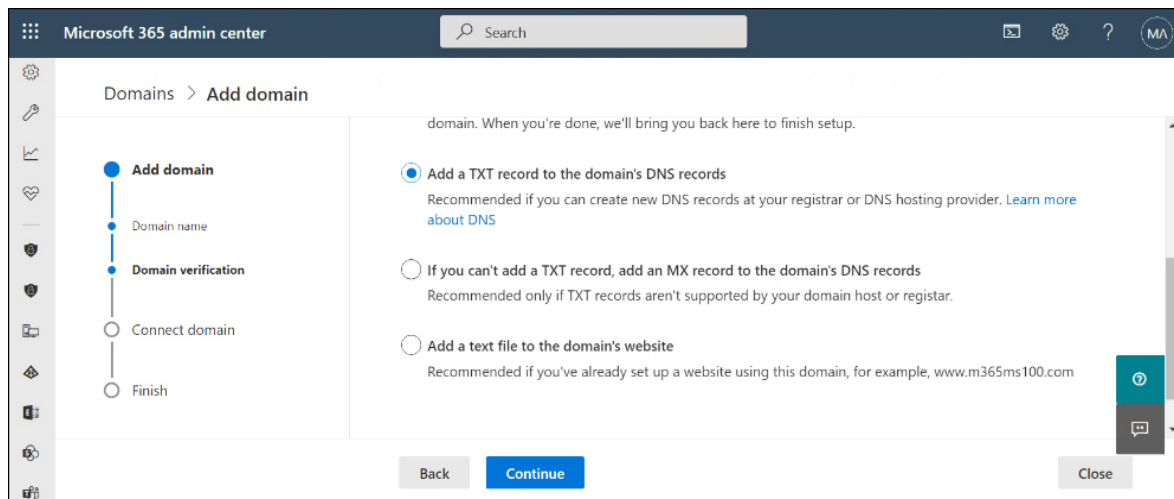 Microsoft 365 admin center
Search
MA
Domains > Add domain
Add domain
Domain name
Domain verification
Connect domain
Finish
domain. When you're done, we'll bring you back here to finish setup.
Add a TXT record to the domain's DNS records
Recommended if you can create new DNS records at your registrar or DNS hosting provider. Learn more
about DNS
If you can't add a TXT record, add an MX record to the domain's DNS records
Recommended only if TXT records aren't supported by your domain host or registar.
Add a text file to the domain's website
Recommended if you've already set up a website using this domain, for example, www.m365ms100.com
Back
Continue
Close